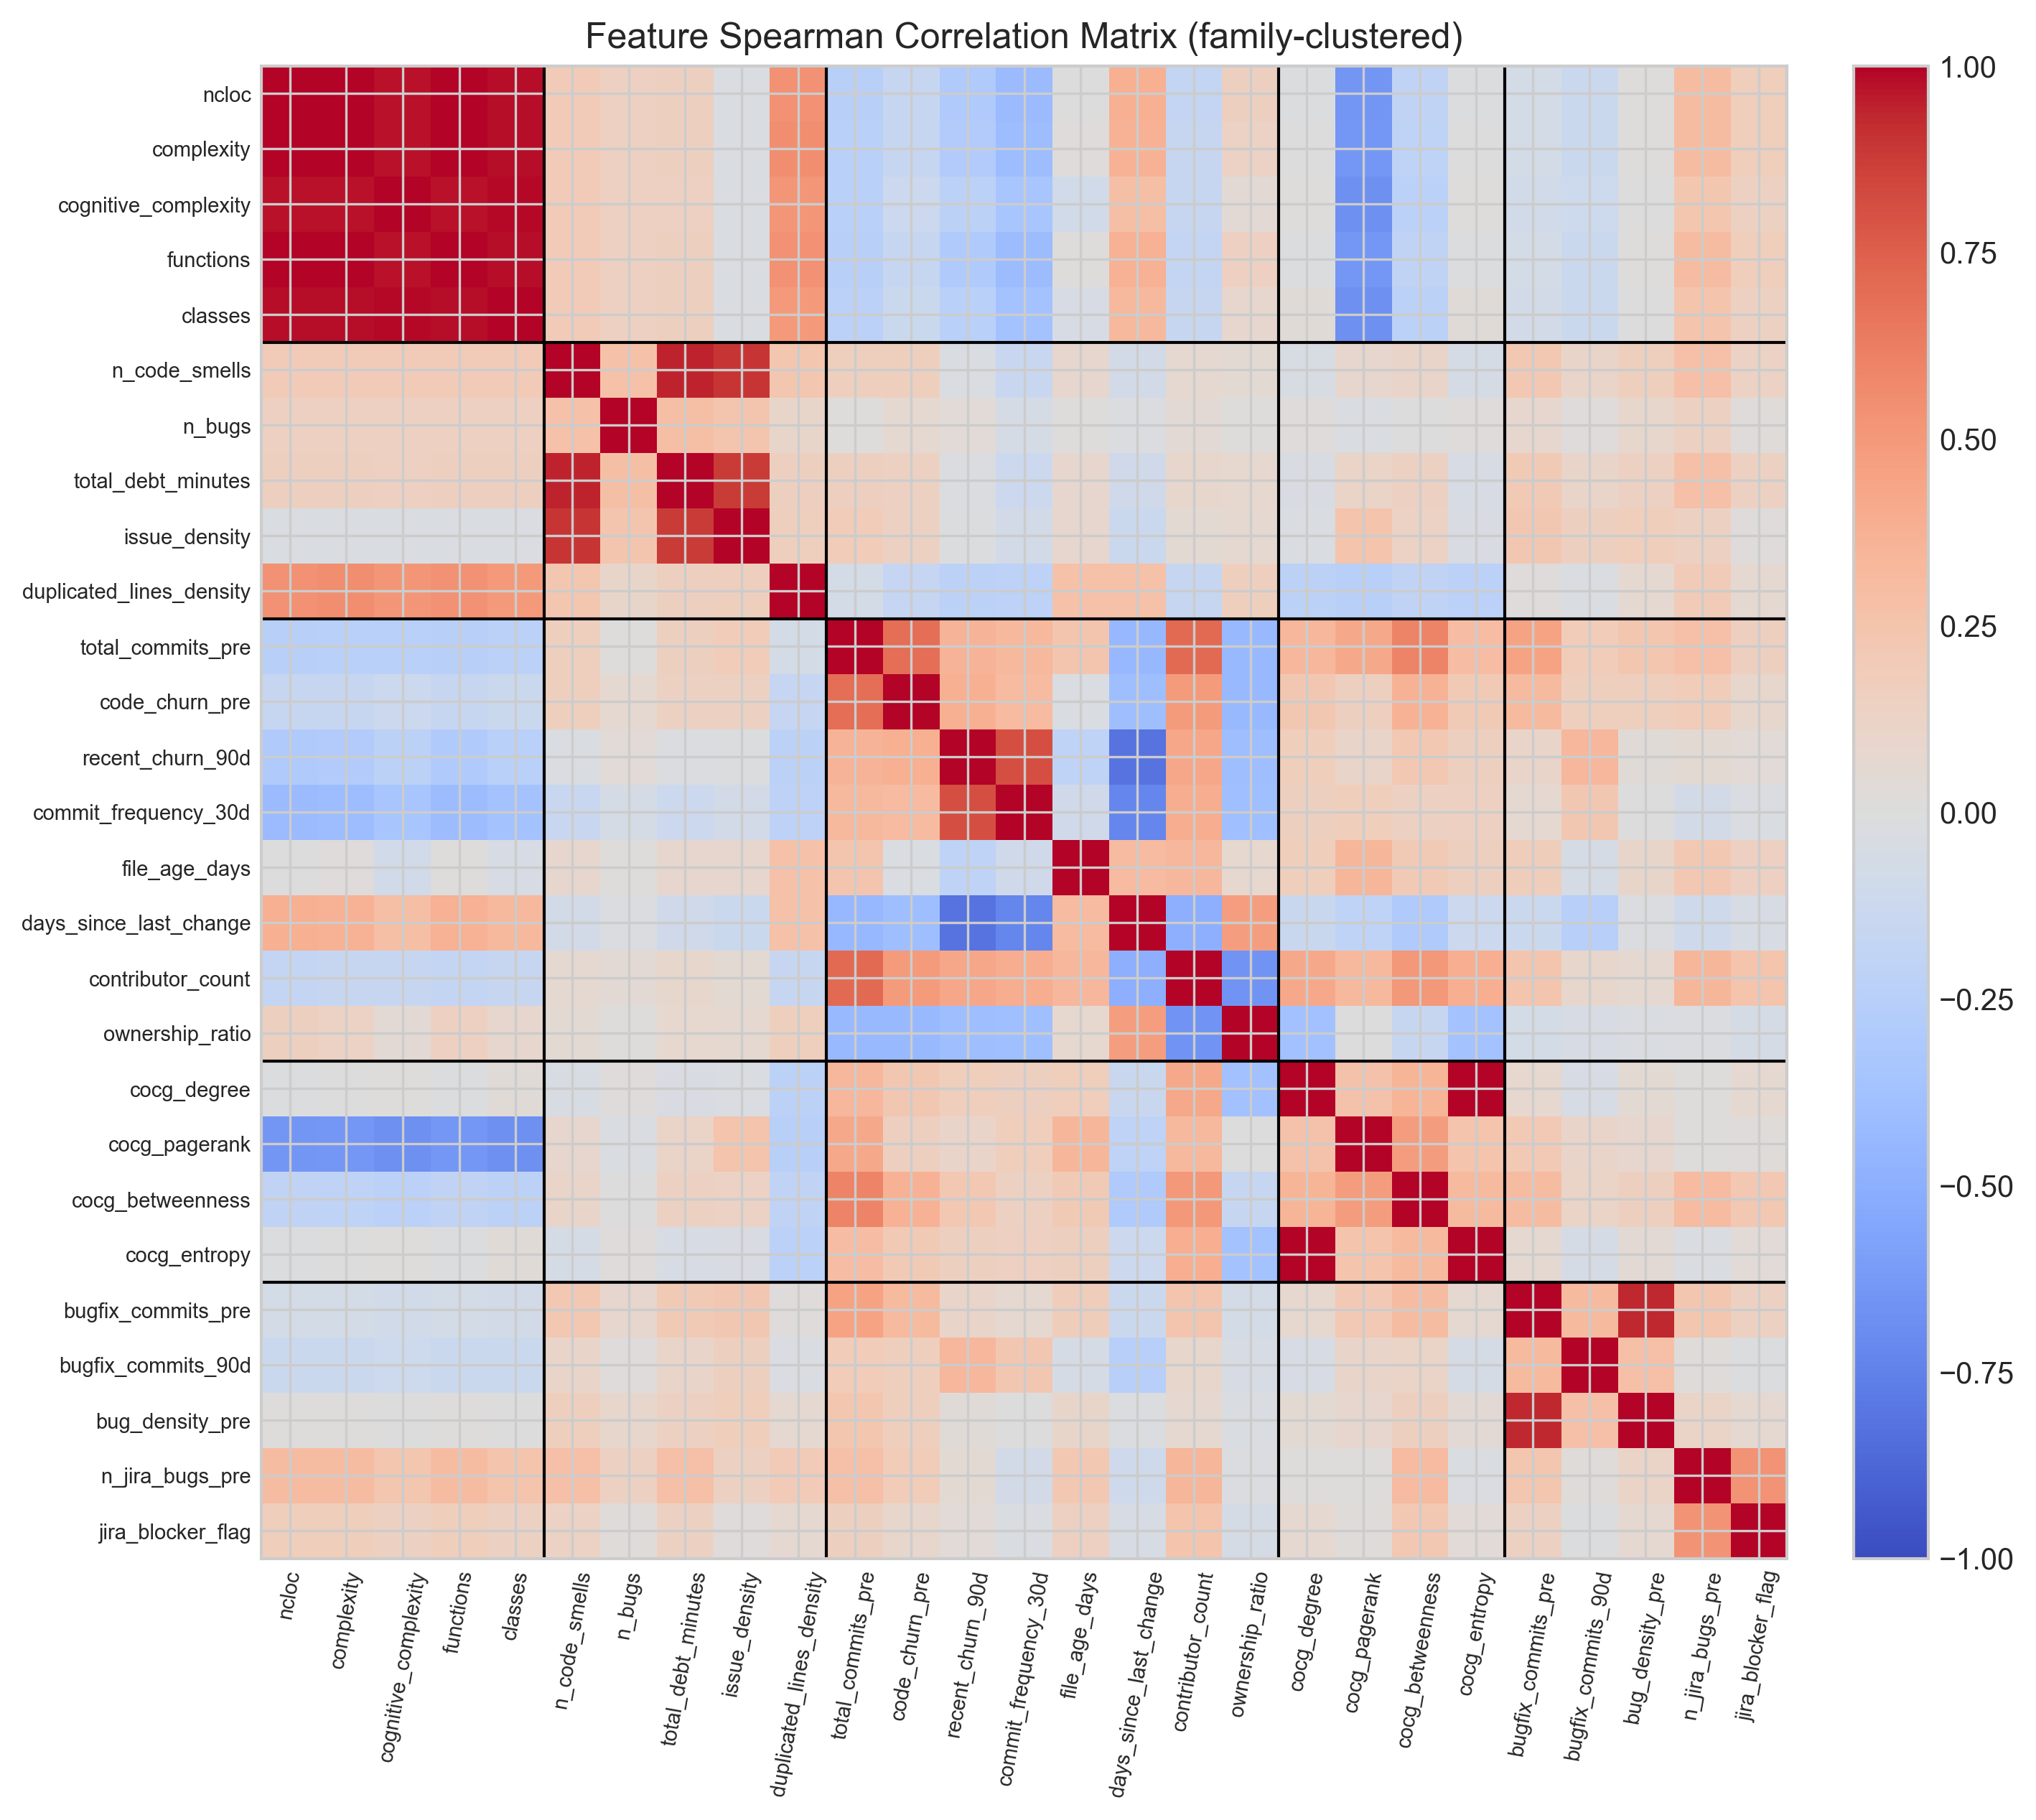 Feature Spearman Correlation Matrix (family-clustered)
ncloc
complexity
cognitive_complexity
functions
classes
n_code_smells
n_bugs
total_debt_minutes
issue_density
duplicated_lines_density
total_commits_pre
code_churn_pre
recent_churn_90d
commit_frequency_30d
file_age_days
days_since_last_change
contributor_count
ownership_ratio
cocg_degree
cocg_pagerank
cocg_betweenness
cocg_entropy
bugfix_commits_pre
bugfix_commits_90d
bug_density_pre
n_jira_bugs_pre
jira_blocker_flag
ncloc
complexity
cognitive_complexity
functions
classes
n_code_smells
n_bugs
total_debt_minutes
issue_density
duplicated_lines_density
total_commits_pre
code_churn_pre
recent_churn_90d
commit_frequency_30d
file_age_days
days_since_last_change
contributor_count
ownership_ratio
cocg_degree
cocg_pagerank
cocg_betweenness
cocg_entropy
bugfix_commits_pre
bugfix_commits_90d
bug_density_pre
n_jira_bugs_pre
jira_blocker_flag
1.00
0.75
0.50
0.25
0.00
−0.25
−0.50
−0.75
−1.00